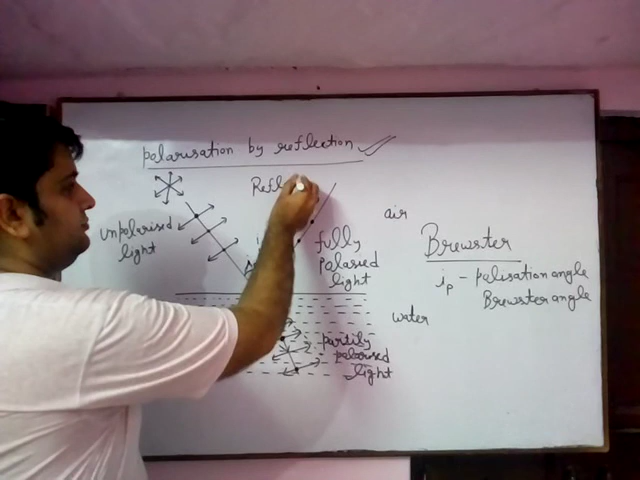 polarisation by reflection
Refl
unpolarised
light
air
fully
polarised
light
Brewster
ip - polisation angle
Brewster angle
water
partily
polarised
light